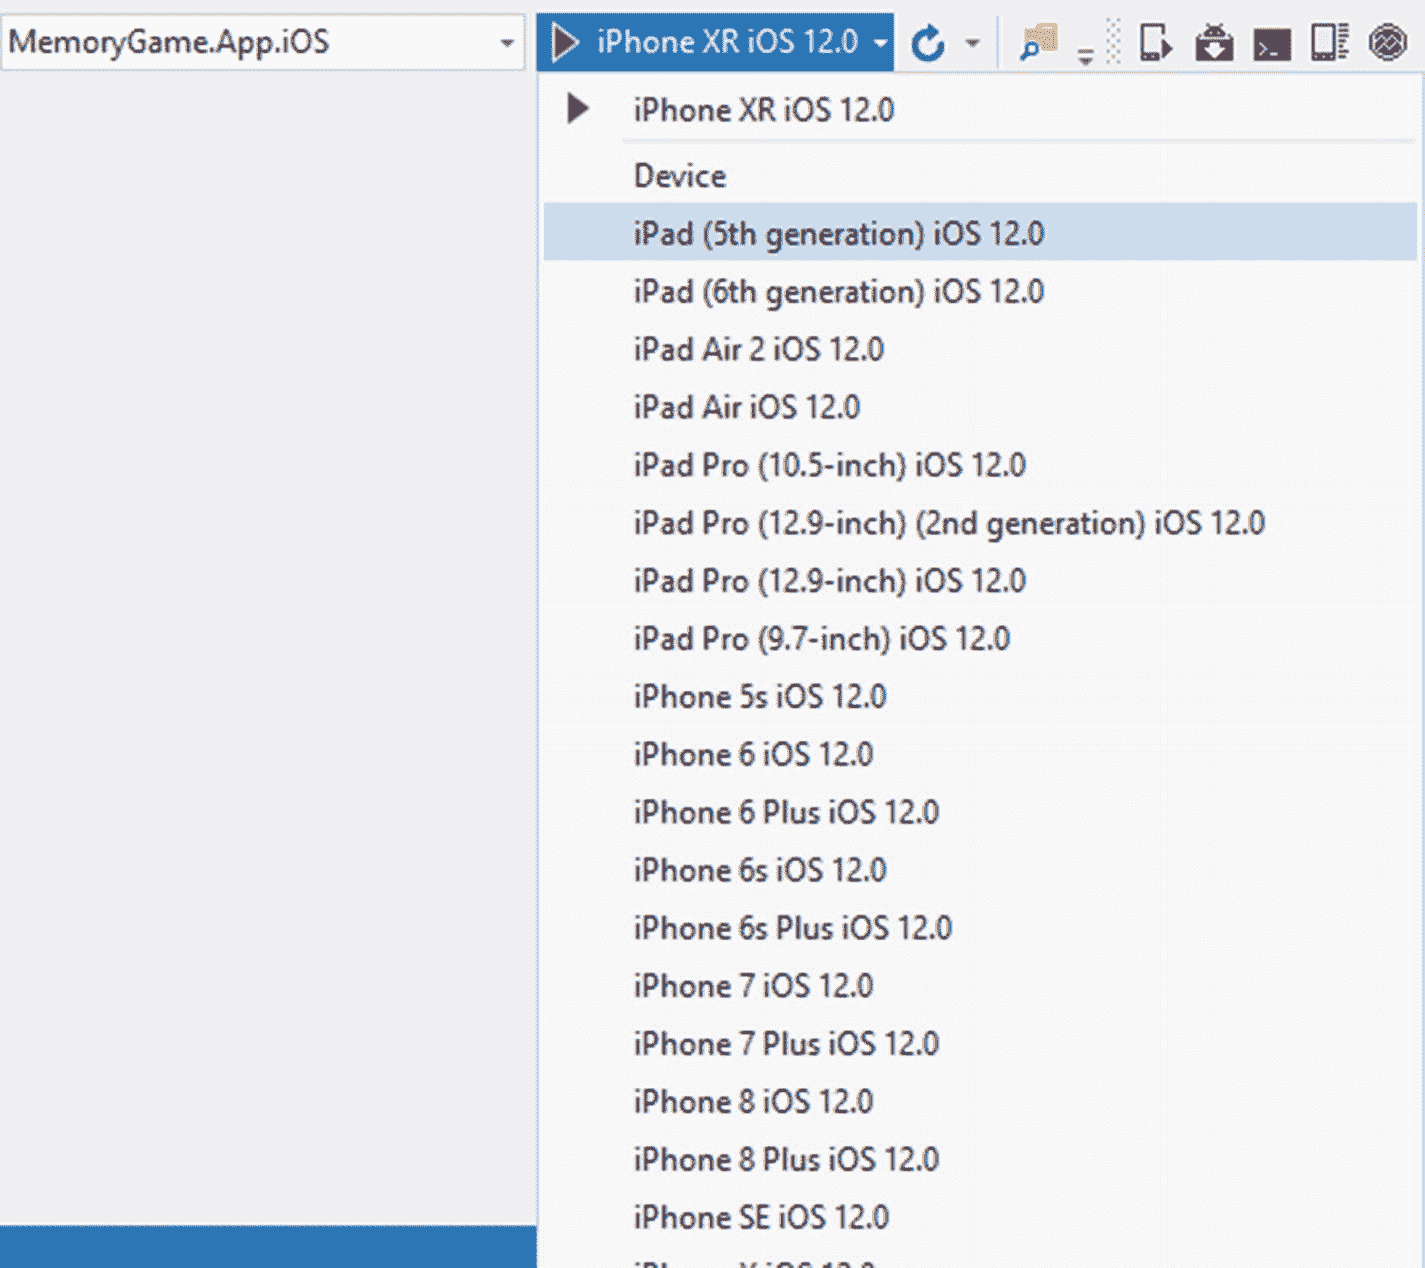 MemoryGame.App.iOS
iPhone XR iOS 12.0
iPhone XR iOS 12.0
Device
iPad (5th generation) iOS 12.0
iPad (6th generation) iOS 12.0
iPad Air 2 iOS 12.0
iPad Air iOS 12.0
iPad Pro (10.5-inch) iOS 12.0
iPad Pro (12.9-inch) (2nd generation) iOS 12.0
iPad Pro (12.9-inch) iOS 12.0
iPad Pro (9.7-inch) iOS 12.0
iPhone 5s iOS 12.0
iPhone 6 iOS 12.0
iPhone 6 Plus iOS 12.0
iPhone 6s iOS 12.0
iPhone 6s Plus iOS 12.0
iPhone 7 iOS 12.0
iPhone 7 Plus iOS 12.0
iPhone 8 iOS 12.0
iPhone 8 Plus iOS 12.0
iPhone SE iOS 12.0